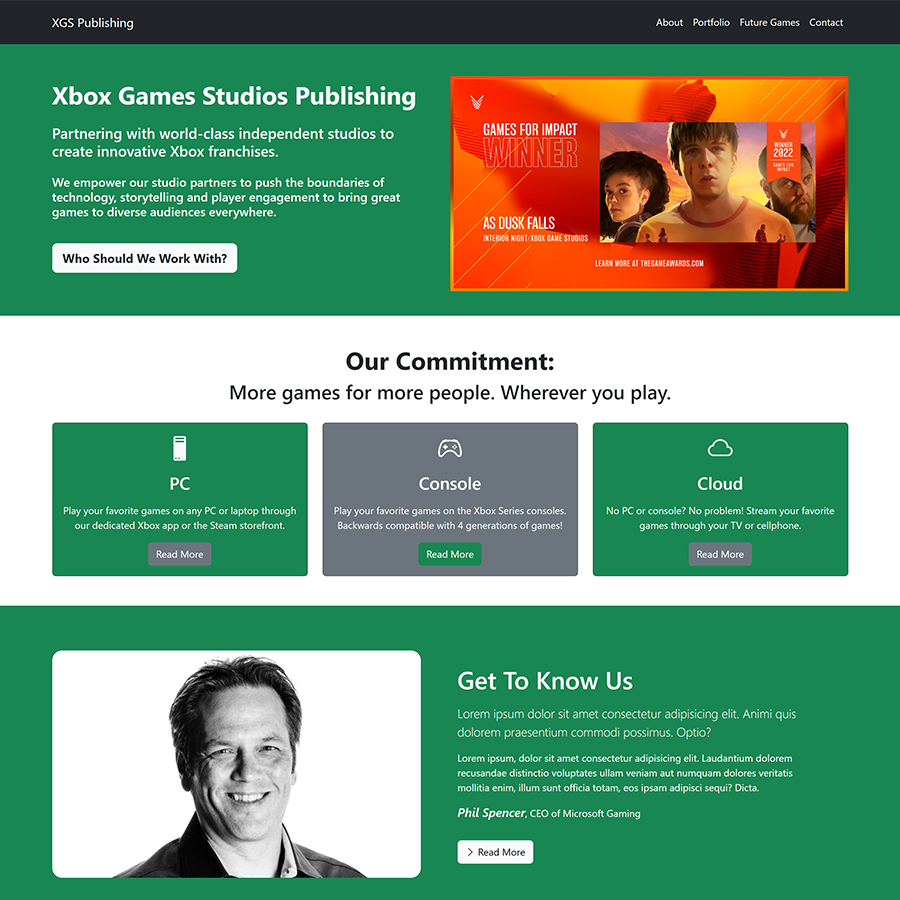 XGS Publishing
About Portfolio Future Games Contact
Xbox Games Studios Publishing
Partnering with world-class independent studios to
create innovative Xbox franchises.
We empower our studio partners to push the boundaries of
technology, storytelling and player engagement to bring great
games to diverse audiences everywhere.
Who Should We Work With?
GAMES FOR IMPACT
WINNER
AS DUSK FALLS
INTERIOR NIGHT/XBOX GAME STUDIOS
WINNER
2022
GAMES FOR
IMPACT
LEARN MORE AT THEGAMEAWARDS.COM
Our Commitment:
More games for more people. Wherever you play.
PC
Play your favorite games on any PC or laptop through
our dedicated Xbox app or the Steam storefront.
Read More
Console
Play your favorite games on the Xbox Series consoles.
Backwards compatible with 4 generations of games!
Read More
Cloud
No PC or console? No problem! Stream your favorite
games through your TV or cellphone.
Read More
Get To Know Us
Lorem ipsum dolor sit amet consectetur adipisicing elit. Animi quis
dolorem praesentium commodi possimus. Optio?
Lorem ipsum, dolor sit amet consectetur adipisicing elit. Laudantium dolorem
recusandae distinctio voluptates ullam veniam aut numquam dolores veritatis
mollitia enim, illum sunt officia totam, eos ipsam adipisci sequi? Dicta.
Phil Spencer, CEO of Microsoft Gaming
Read More